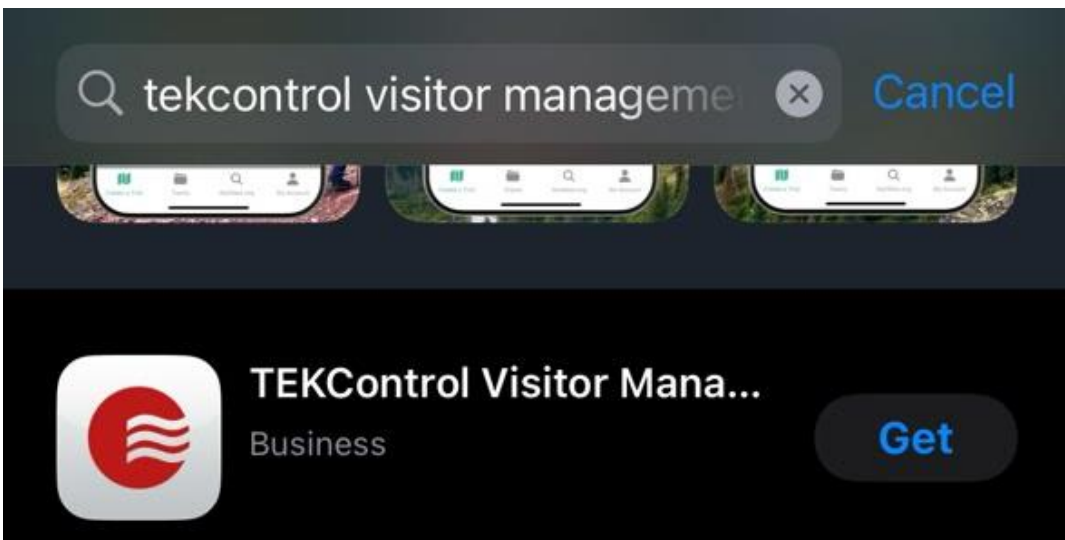 tekcontrol visitor manageme
Cancel
TEKControl Visitor Mana...
Business
Get